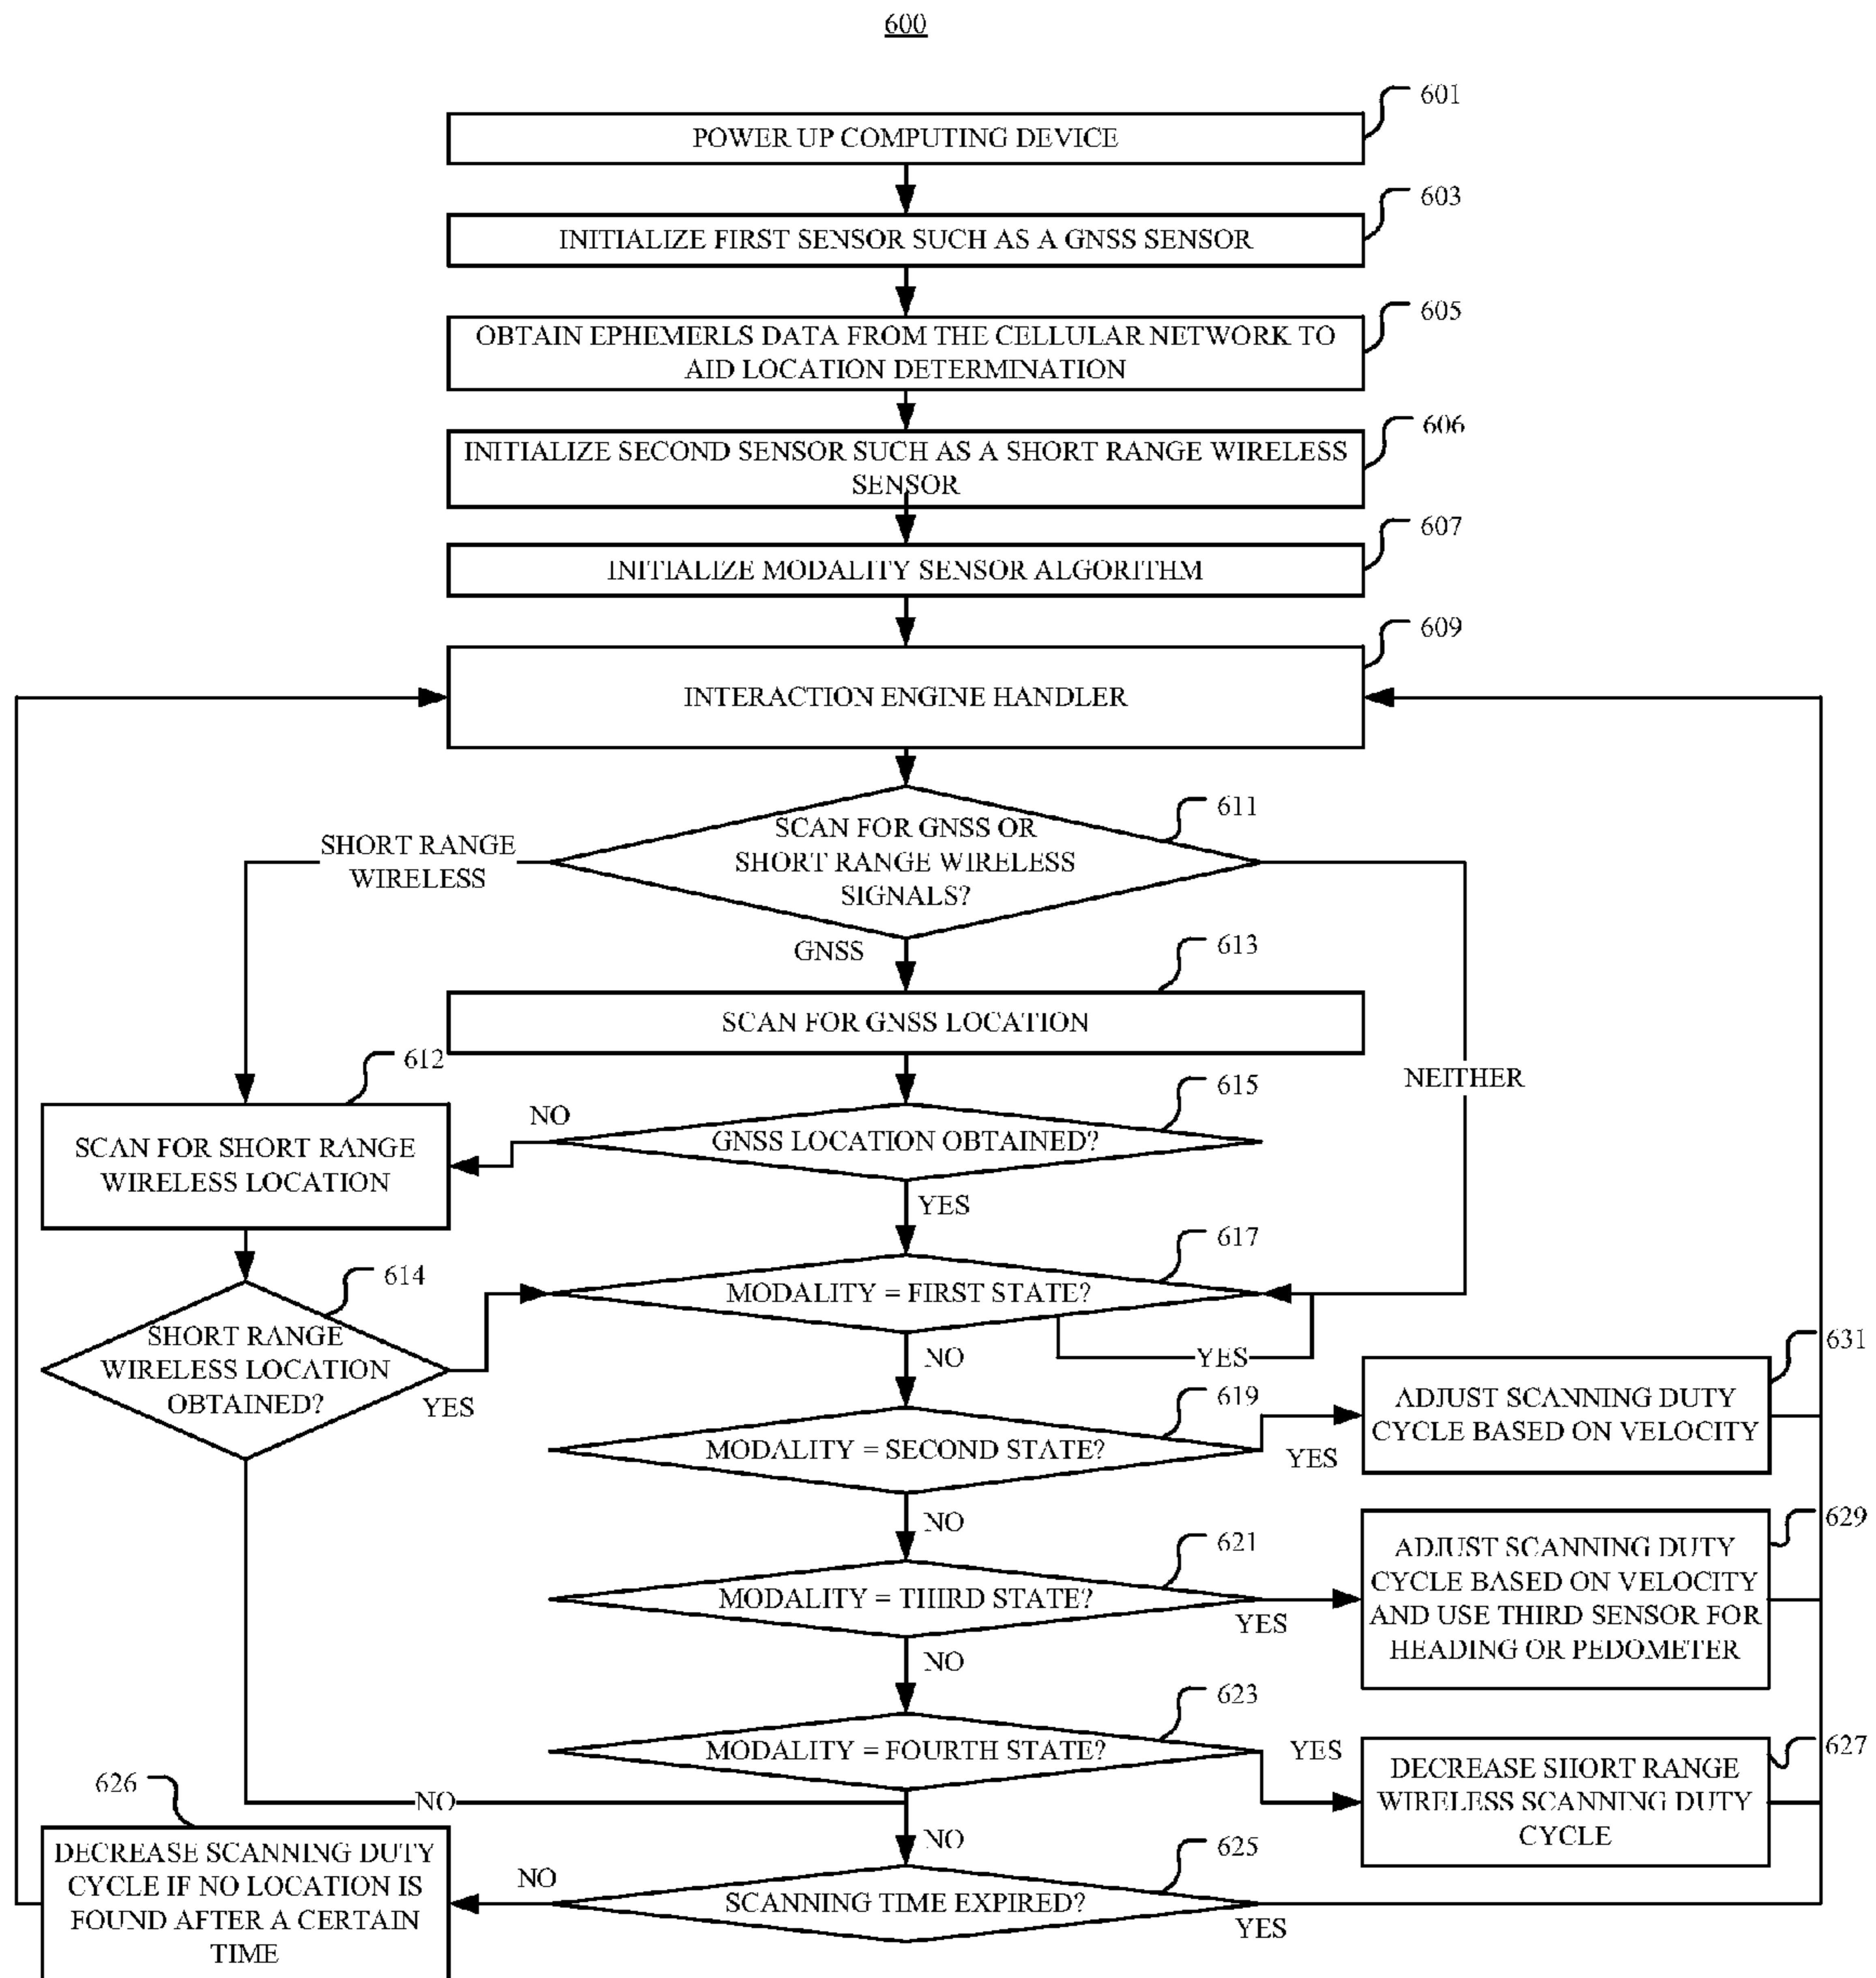 600
601
POWER UP COMPUTING DEVICE
603
INITIALIZE FIRST SENSOR SUCH AS A GNSS SENSOR
605
OBTAIN EPHEMERLS DATA FROM THE CELLULAR NETWORK TO
AID LOCATION DETERMINATION
606
INITIALIZE SECOND SENSOR SUCH AS A SHORT RANGE WIRELESS
SENSOR
607
INITIALIZE MODALITY SENSOR ALGORITHM
609
INTERACTION ENGINE HANDLER
611
SCAN FOR GNSS OR
SHORT RANGE WIRELESS
SIGNALS?
SHORT RANGE
WIRELESS
GNSS
NEITHER
613
SCAN FOR GNSS LOCATION
612
SCAN FOR SHORT RANGE
WIRELESS LOCATION
615
GNSS LOCATION OBTAINED?
NO
YES
614
SHORT RANGE
WIRELESS LOCATION
OBTAINED?
YES
NO
617
MODALITY = FIRST STATE?
YES
NO
619
MODALITY = SECOND STATE?
YES
NO
631
ADJUST SCANNING DUTY
CYCLE BASED ON VELOCITY
621
MODALITY = THIRD STATE?
YES
NO
629
ADJUST SCANNING DUTY
CYCLE BASED ON VELOCITY
AND USE THIRD SENSOR FOR
HEADING OR PEDOMETER
623
MODALITY = FOURTH STATE?
YES
NO
627
DECREASE SHORT RANGE
WIRELESS SCANNING DUTY
CYCLE
625
SCANNING TIME EXPIRED?
NO
YES
626
DECREASE SCANNING DUTY
CYCLE IF NO LOCATION IS
FOUND AFTER A CERTAIN
TIME